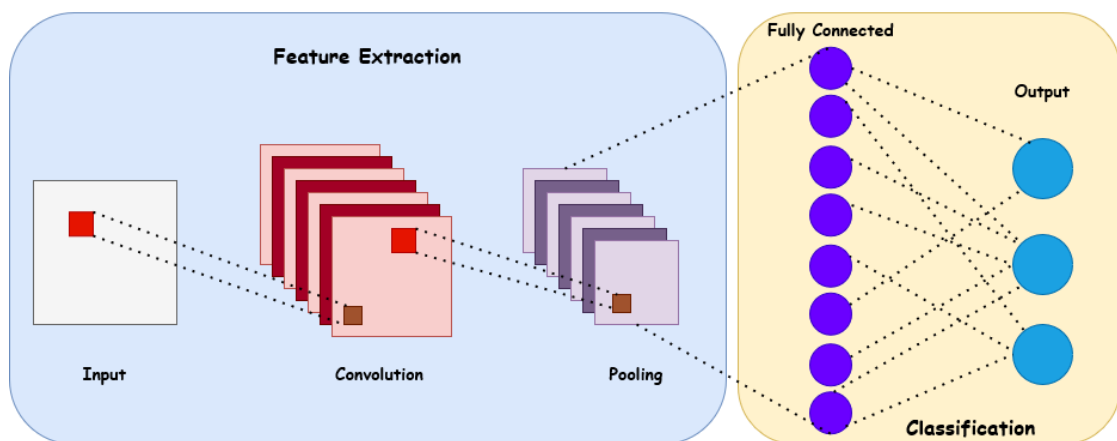 Feature Extraction
Input
Convolution
Pooling
Fully Connected
Output
Classification